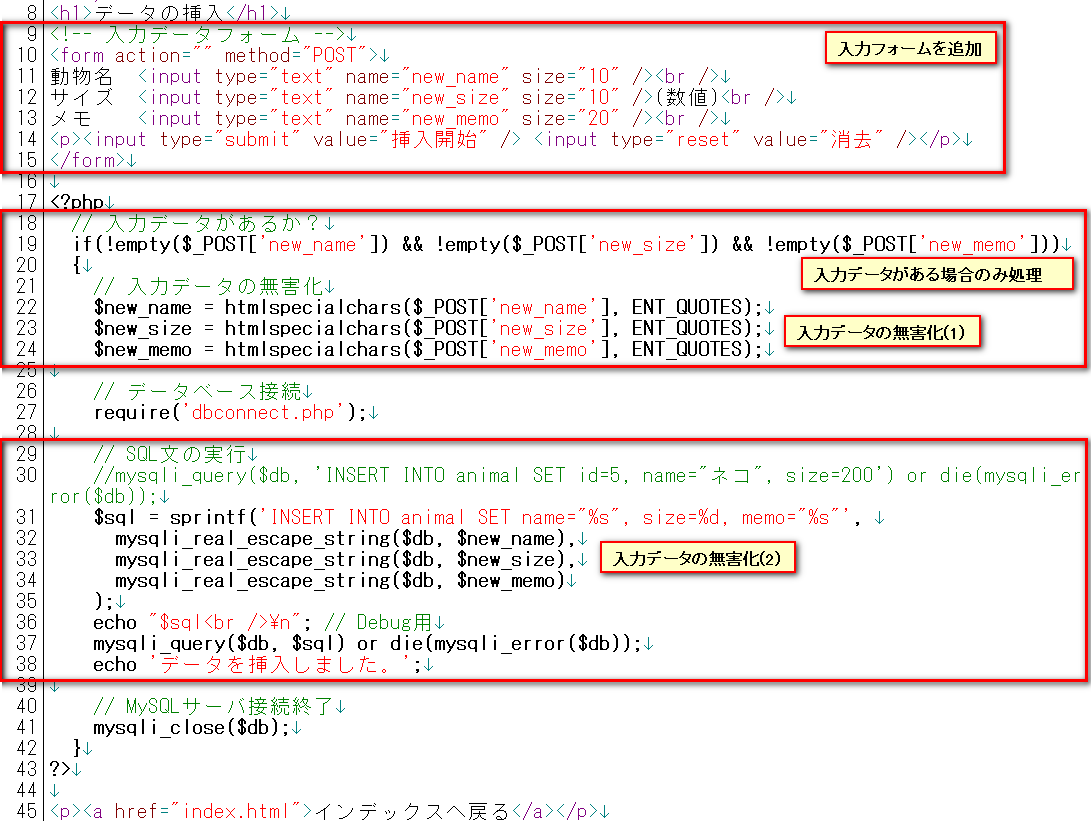 8 <h1>データの挿入</h1>↓
9 <!-- 入力データフォーム -->↓
10 <form action="" method="POST">↓
入力フォームを追加
11 動物名  <input type="text" name="new_name" size="10" /><br />↓
12 サイズ  <input type="text" name="new_size" size="10" />(数値)<br />↓
13 メモ    <input type="text" name="new_memo" size="20" /><br />↓
14 <p><input type="submit" value="挿入開始" /> <input type="reset" value="消去" /></p>↓
15 </form>↓
16 ↓
17 <?php↓
18   // 入力データがあるか？↓
19   if(!empty($_POST['new_name']) && !empty($_POST['new_size']) && !empty($_POST['new_memo']))↓
20   {↓
入力データがある場合のみ処理
21     // 入力データの無害化↓
22     $new_name = htmlspecialchars($_POST['new_name'], ENT_QUOTES);↓
23     $new_size = htmlspecialchars($_POST['new_size'], ENT_QUOTES);↓
入力データの無害化(1)
24     $new_memo = htmlspecialchars($_POST['new_memo'], ENT_QUOTES);↓
25 ↓
26     // データベース接続↓
27     require('dbconnect.php');↓
28 ↓
29     // SQL文の実行↓
30     //mysqli_query($db, 'INSERT INTO animal SET id=5, name="ネコ", size=200') or die(mysqli_er
ror($db));↓
31     $sql = sprintf('INSERT INTO animal SET name="%s", size=%d, memo="%s"', ↓
32       mysqli_real_escape_string($db, $new_name),↓
33       mysqli_real_escape_string($db, $new_size),↓
入力データの無害化(2)
34       mysqli_real_escape_string($db, $new_memo)↓
35     );↓
36     echo "$sql<br />¥n"; // Debug用↓
37     mysqli_query($db, $sql) or die(mysqli_error($db));↓
38     echo 'データを挿入しました。';↓
39 ↓
40     // MySQLサーバ接続終了↓
41     mysqli_close($db);↓
42   }↓
43 ?>↓
44 ↓
45 <p><a href="index.html">インデックスへ戻る</a></p>↓